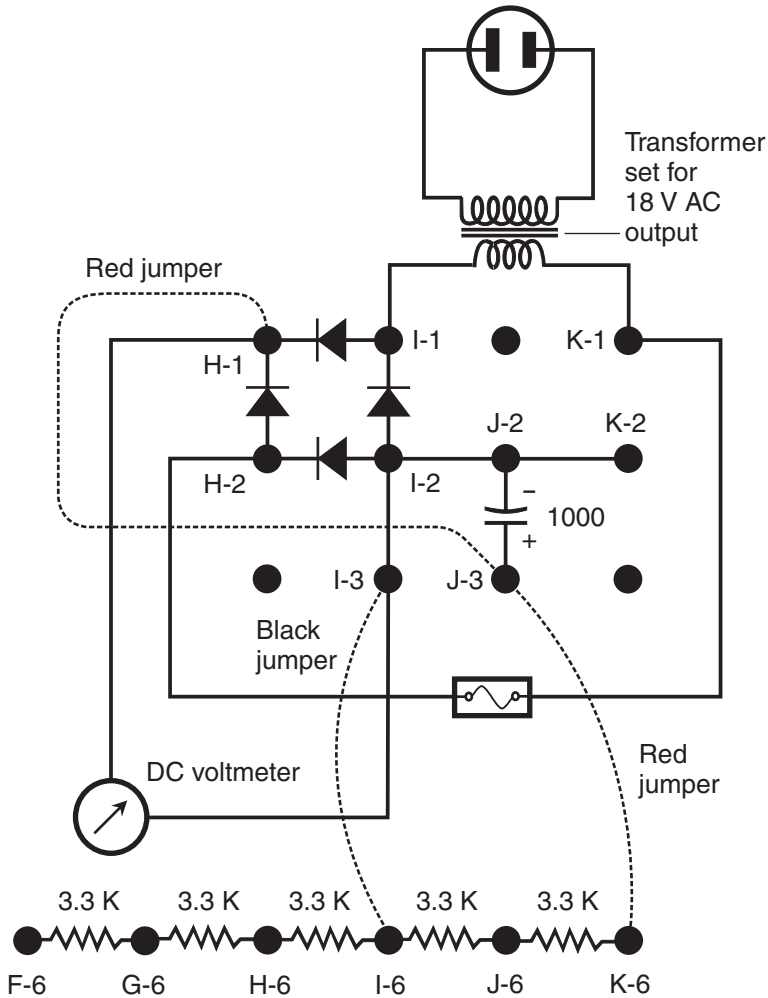 Transformer
set for
18 V AC
output
Red jumper
H-1
I-1
K-1
J-2
K-2
H-2
I-2
–
1000
+
I-3
J-3
Black
jumper
Red
jumper
DC voltmeter
3.3 K
3.3 K
3.3 K
3.3 K
3.3 K
F-6
G-6
H-6
I-6
J-6
K-6